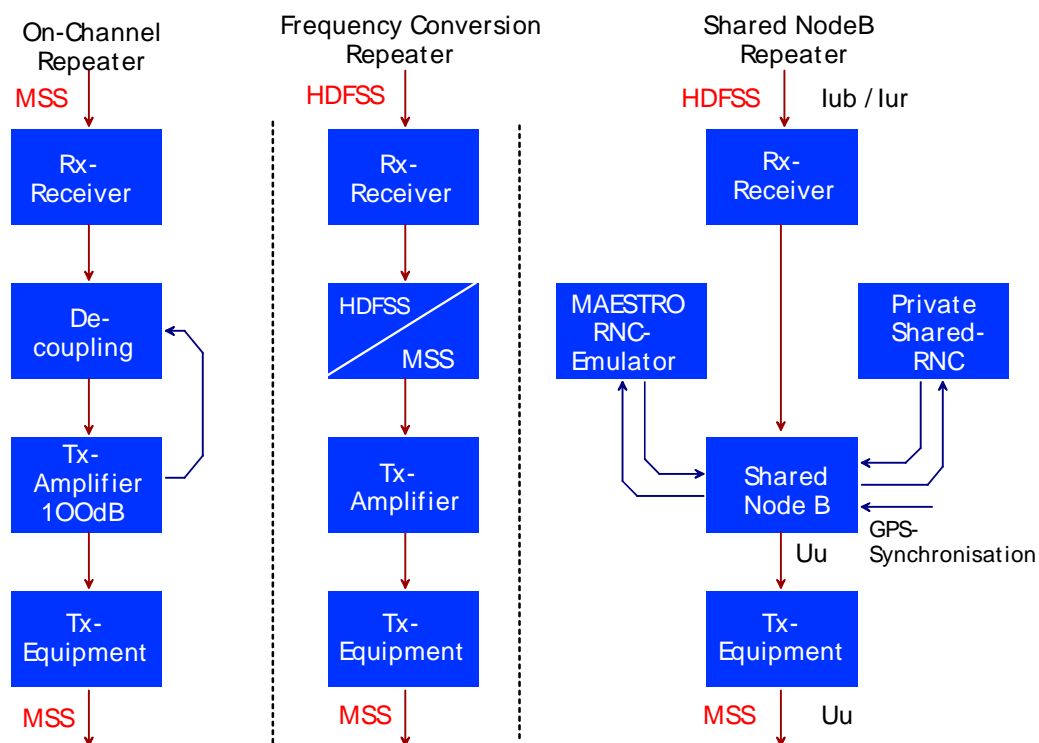 On-Channel
Repeater
MSS
Rx-
Receiver
De-
coupling
Tx-
Amplifier
100dB
Tx-
Equipment
MSS
Frequency Conversion
Repeater
HDFSS
Rx-
Receiver
HDFSS
MSS
Tx-
Amplifier
Tx-
Equipment
MSS
Shared NodeB
Repeater
HDFSS
Iub / Iur
Rx-
Receiver
MAESTRO
RNC-
Emulator
Private
Shared-
RNC
Shared
Node B
GPS-
Synchronisation
Uu
Tx-
Equipment
MSS
Uu